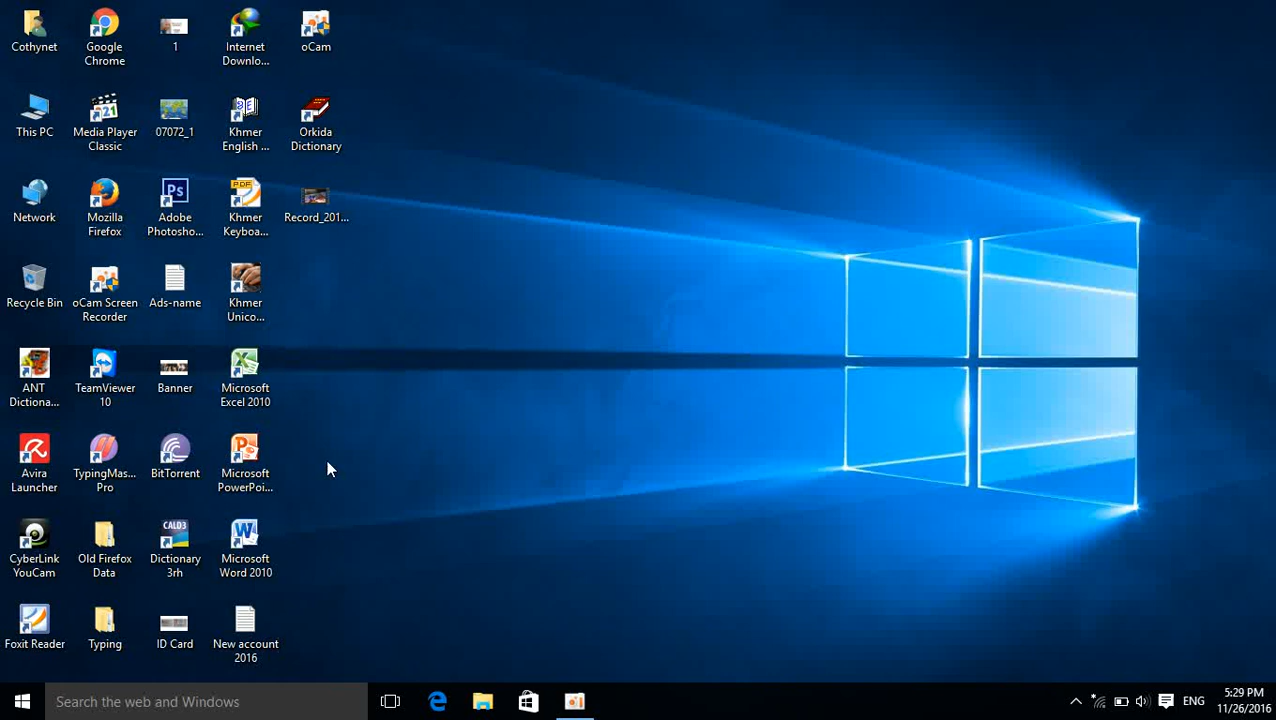 Cothynet
Google
Chrome
1
Internet
Downlo...
oCam
This PC
Media Player
Classic
07072_1
Khmer
English ...
Orkida
Dictionary
Network
Mozilla
Firefox
Adobe
Photosho...
Khmer
Keyboa...
Record_201...
Recycle Bin
oCam Screen
Recorder
Ads-name
Khmer
Unico...
ANT
Dictiona...
TeamViewer
10
Banner
Microsoft
Excel 2010
Avira
Launcher
TypingMas...
Pro
BitTorrent
Microsoft
PowerPoi...
CyberLink
YouCam
Old Firefox
Data
Dictionary
3rh
Microsoft
Word 2010
Foxit Reader
Typing
ID Card
New account
2016
Search the web and Windows
ENG
5:29 PM
11/26/2016
PDF
Ps
CALD3
321